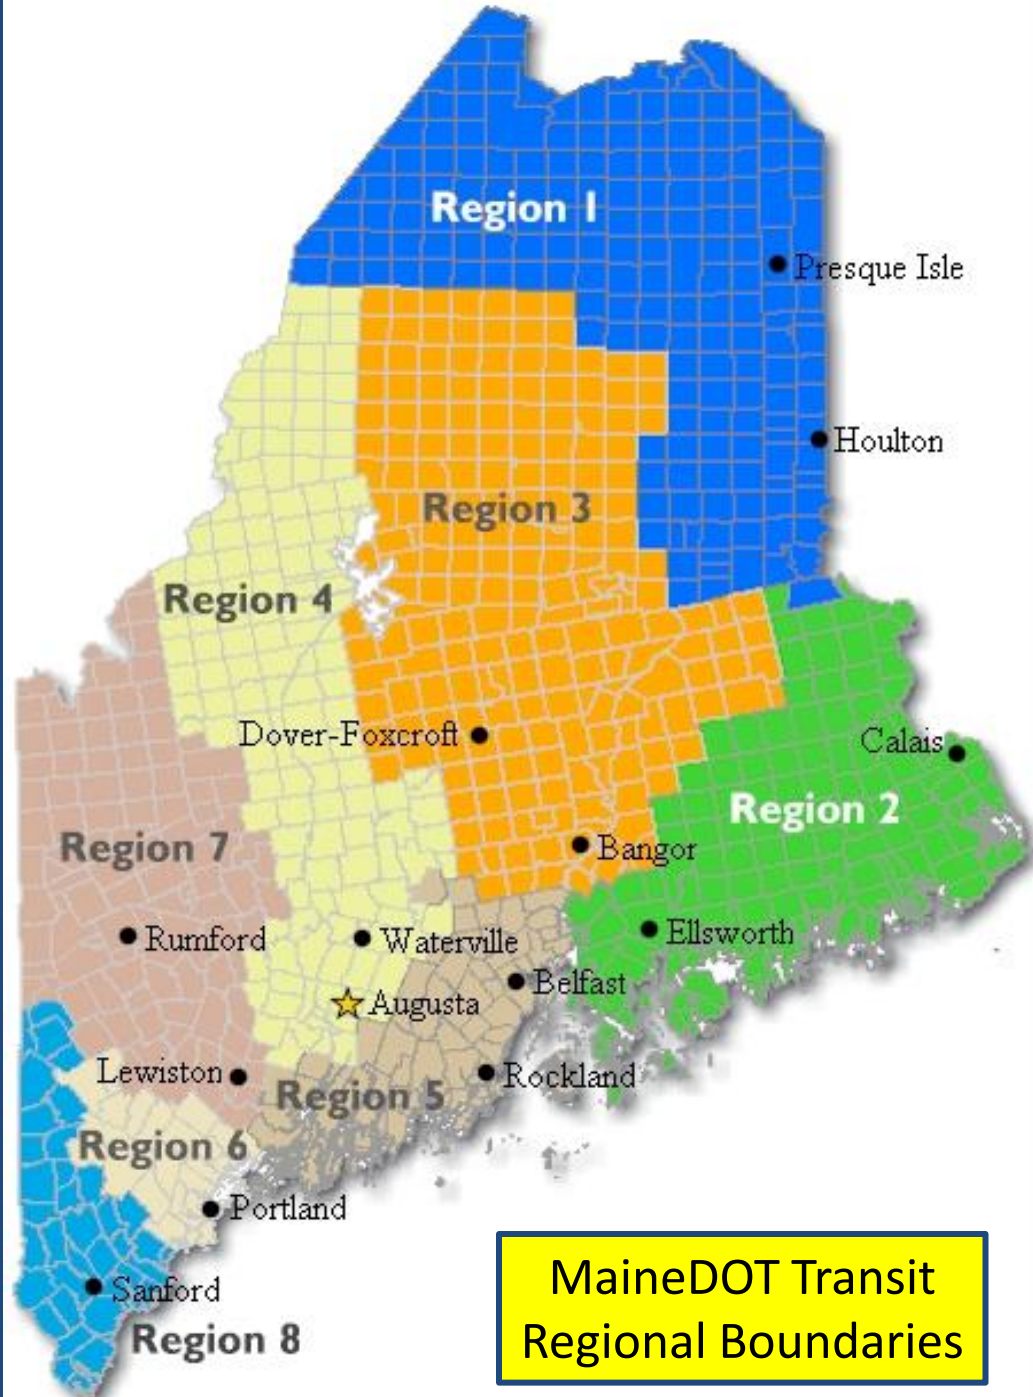 Region 1
Presque Isle
Houlton
Region 3
Region 4
Dover-Foxcroft
Calais
Region 2
Region 7
Bangor
Rumford
Waterville
Ellsworth
Belfast
Augusta
Lewiston
Rockland
Region 5
Region 6
Portland
Sanford
Region 8
MaineDOT Transit
Regional Boundaries